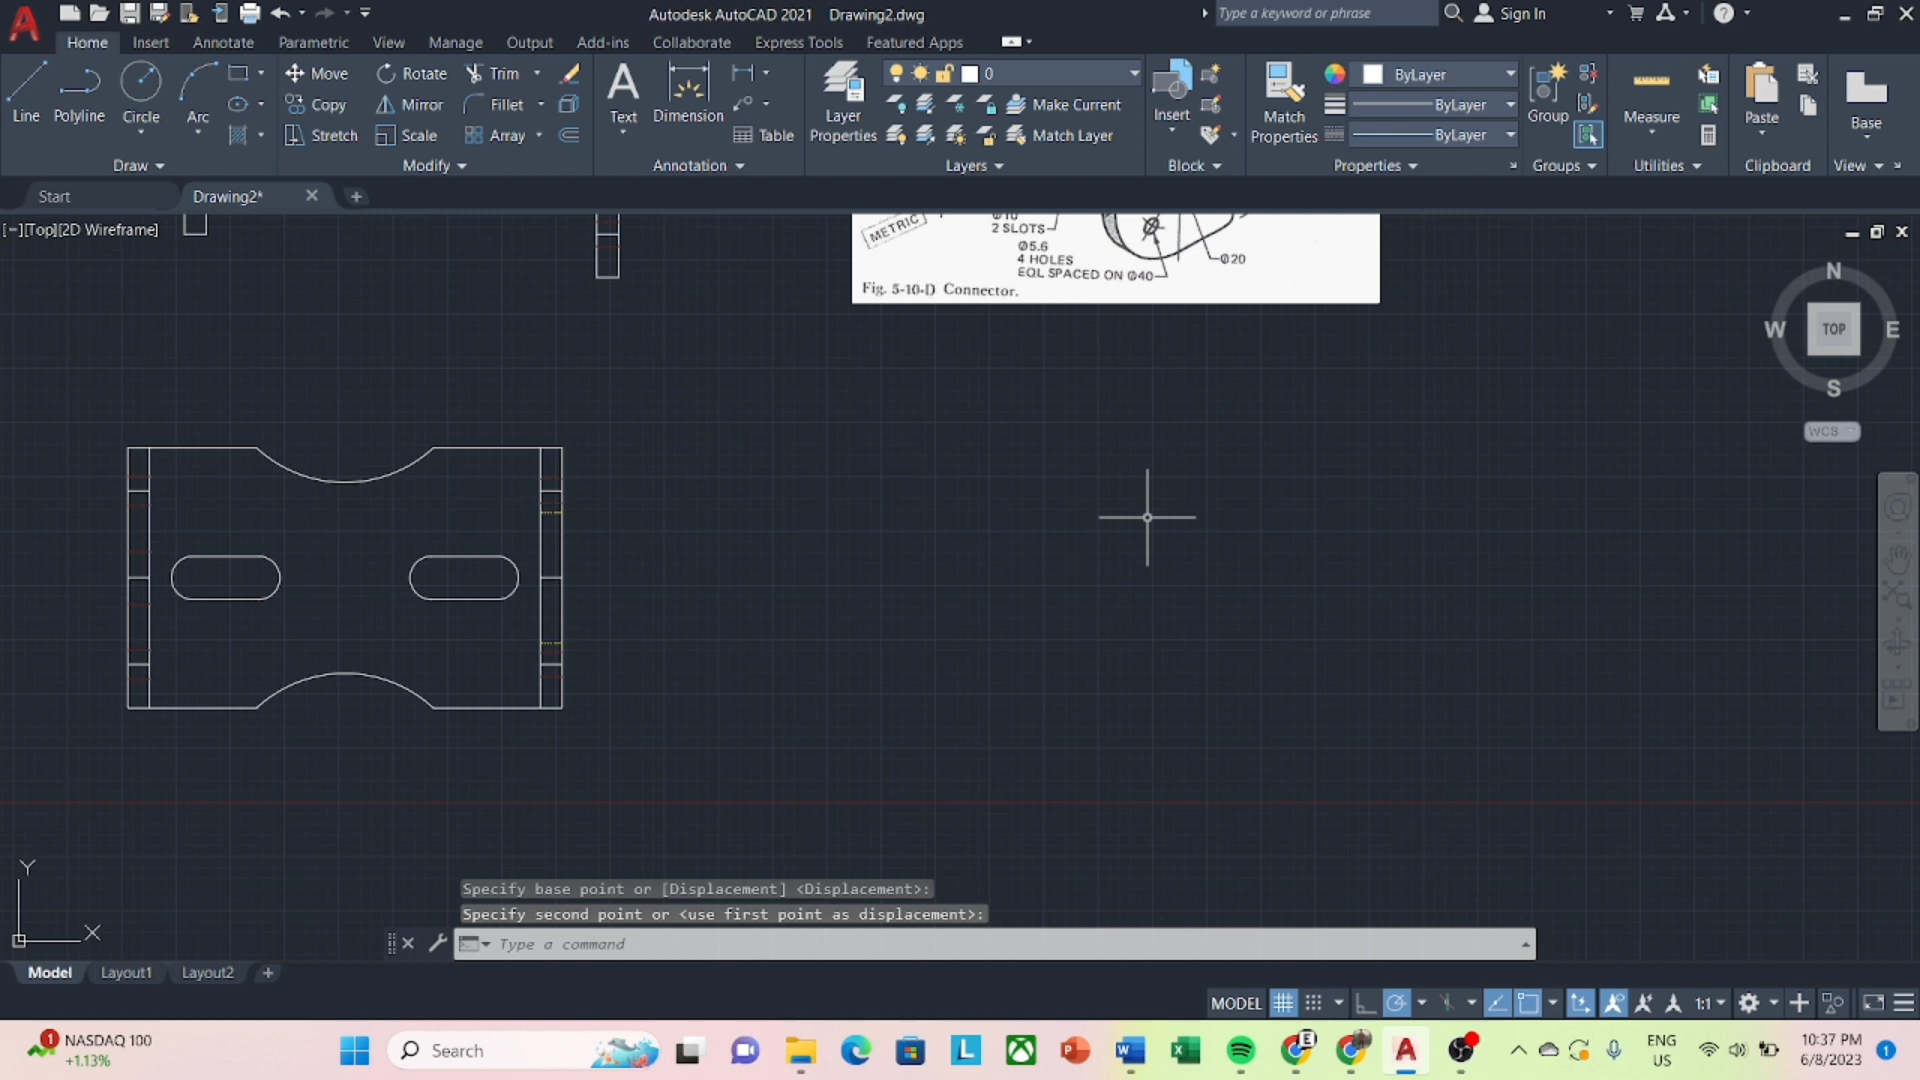 Autodesk AutoCAD 2021 Drawing2.dwg
Type a keyword or phrase
Sign In
Home Insert Annotate Parametric View Manage Output Add-ins Collaborate Express Tools Featured Apps
Line
Polyline
Circle
Arc
Draw
Move
Rotate
Trim
Copy
Mirror
Fillet
Stretch
Scale
Array
Modify
Text
Dimension
Table
Annotation
Layer
Properties
0
Make Current
Match Layer
Layers
Insert
Block
Match
Properties
ByLayer
ByLayer
ByLayer
Properties
Group
Groups
Measure
Utilities
Paste
Clipboard
Base
View
Start
Drawing2*
[−][Top][2D Wireframe]
METRIC
Ø10
2 SLOTS
Ø5.6
4 HOLES
EQL SPACED ON Ø40
Ø20
Fig. 5-10-D Connector.
N
W
TOP
E
S
WCS
Y
X
Specify base point or [Displacement] <Displacement>:
Specify second point or <use first point as displacement>:
Type a command
Model
Layout1
Layout2
MODEL
1:1
NASDAQ 100
+1.13%
Search
ENG
US
10:37 PM
6/8/2023
1
1